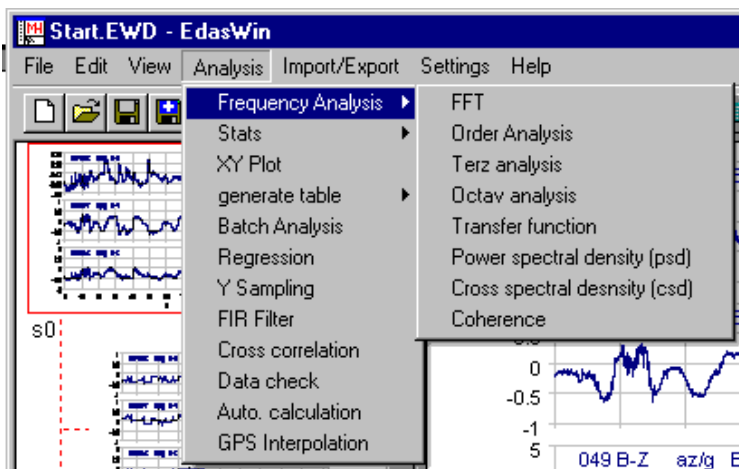 Start.EWD - EdasWin
File Edit View Analysis Import/Export Settings Help
Frequency Analysis
Stats
XY Plot
generate table
Batch Analysis
Regression
Y Sampling
FIR Filter
Cross correlation
Data check
Auto. calculation
GPS Interpolation
FFT
Order Analysis
Terz analysis
Octav analysis
Transfer function
Power spectral density (psd)
Cross spectral desnsity (csd)
Coherence
s0
0
-0.5
-1
5
049 B-Z az/g